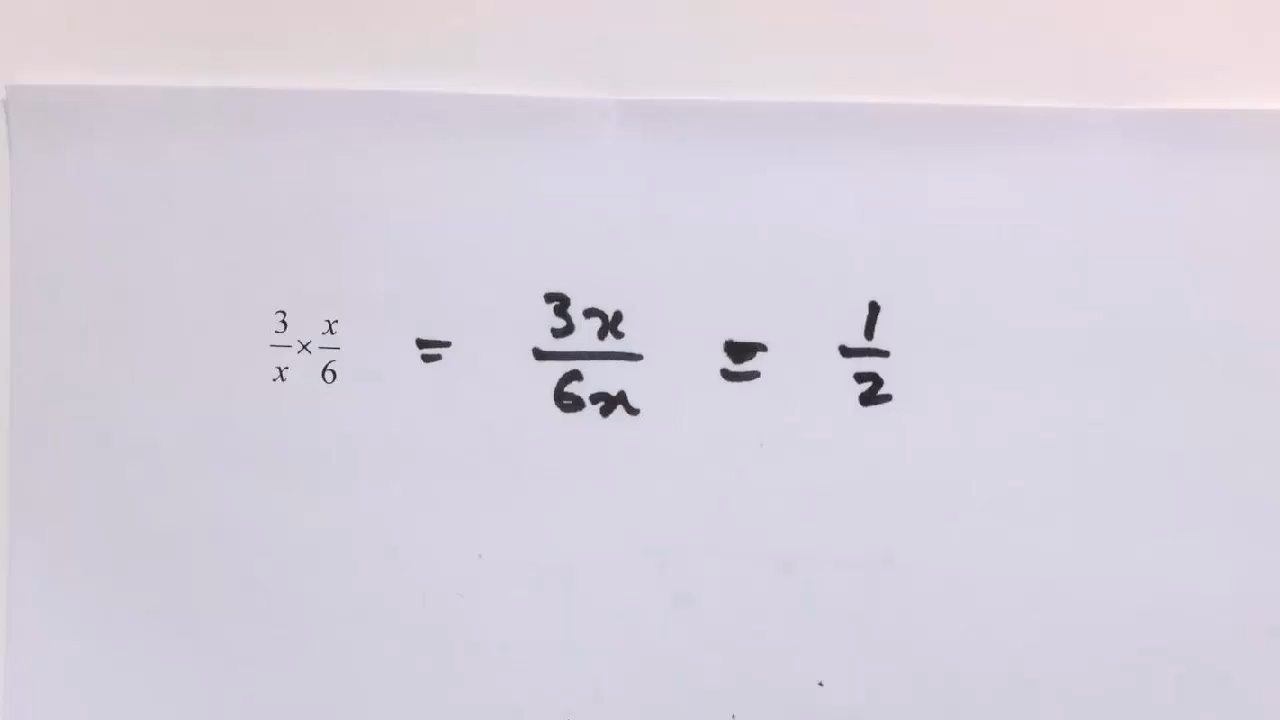 3/x × x/6 = 3x/6x = 1/2